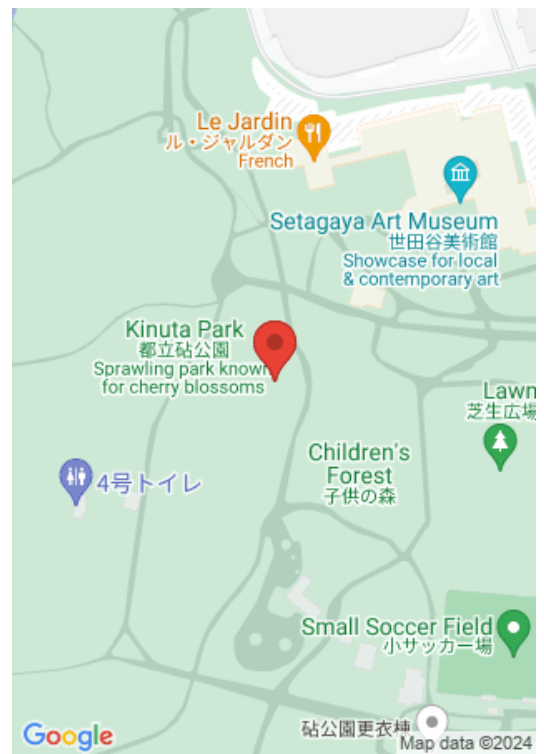 Le Jardin
ル・ジャルダン
French
Setagaya Art Museum
世田谷美術館
Showcase for local
& contemporary art
Kinuta Park
都立砧公園
Sprawling park known
for cherry blossoms
Lawn
芝生広場
Children's
Forest
子供の森
4号トイレ
Small Soccer Field
小サッカー場
砧公園更衣棟
Google
Map data ©2024